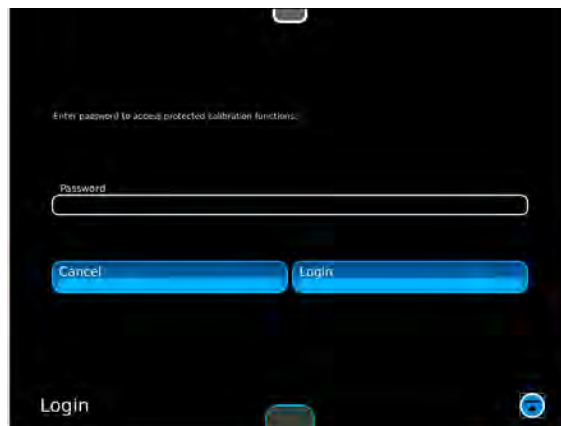 Enter password to access protected calibration functions.
Password
Cancel
Login
Login